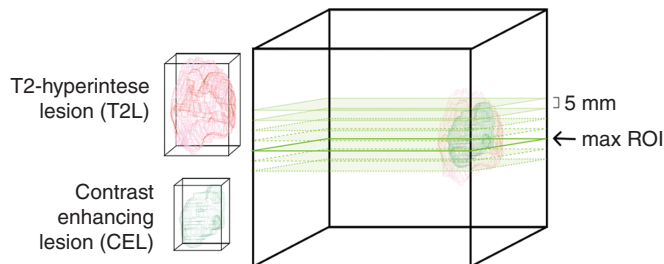 T2-hyperintese
lesion (T2L)
5 mm
max ROI
Contrast
enhancing
lesion (CEL)